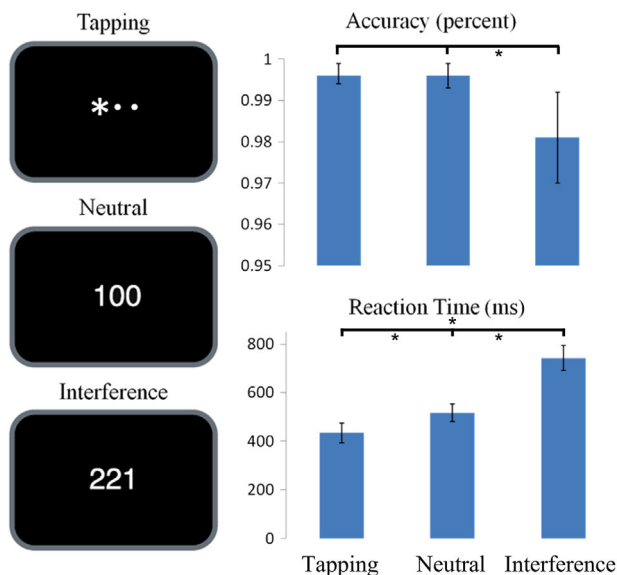 Tapping
*··
Neutral
100
Interference
221
Accuracy (percent)
*
1
0.99
0.98
0.97
0.96
0.95
Reaction Time (ms)
*
* *
800
600
400
200
0
Tapping Neutral Interference